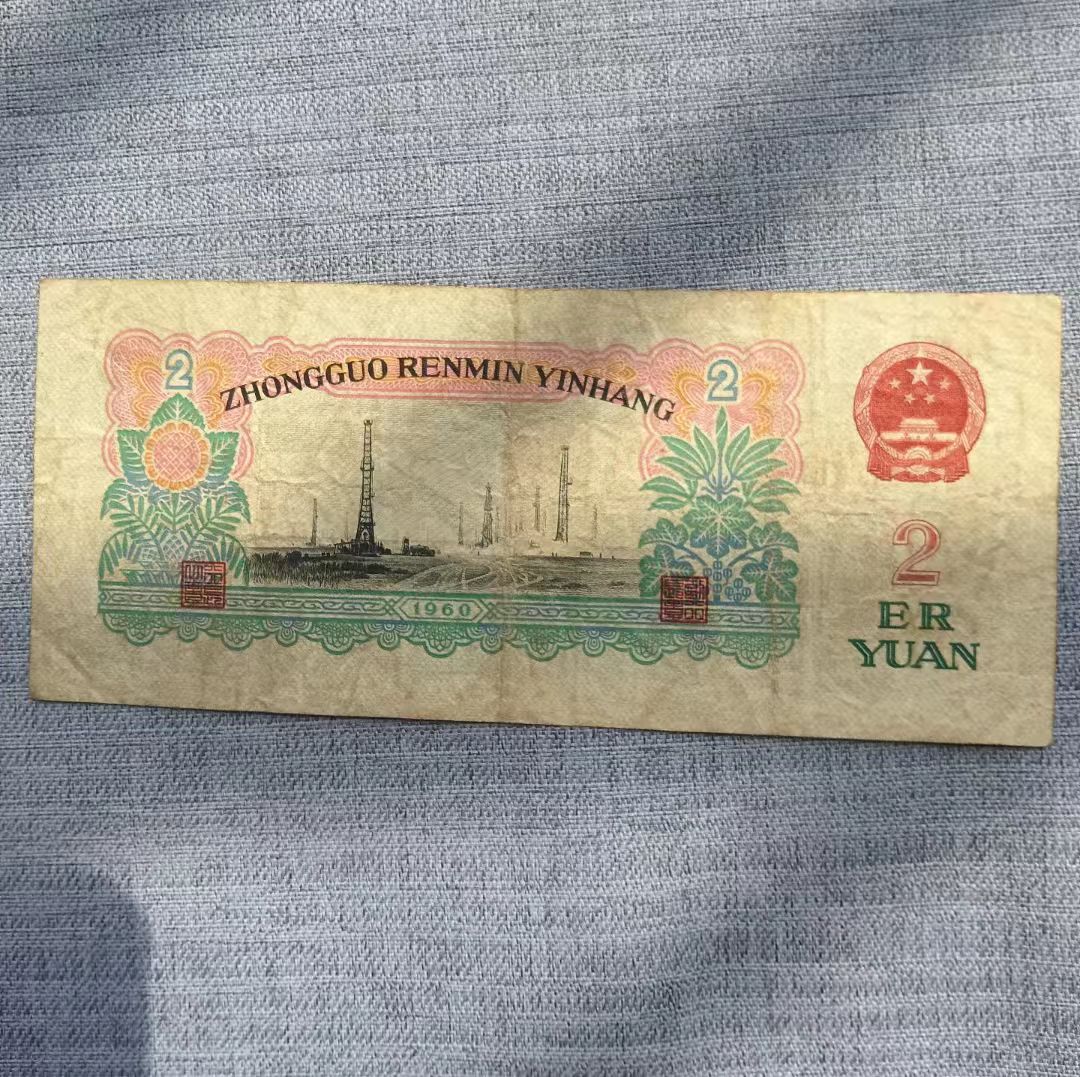 2
2
ZHONGGUO RENMIN YINHANG
1960
2
ER
YUAN